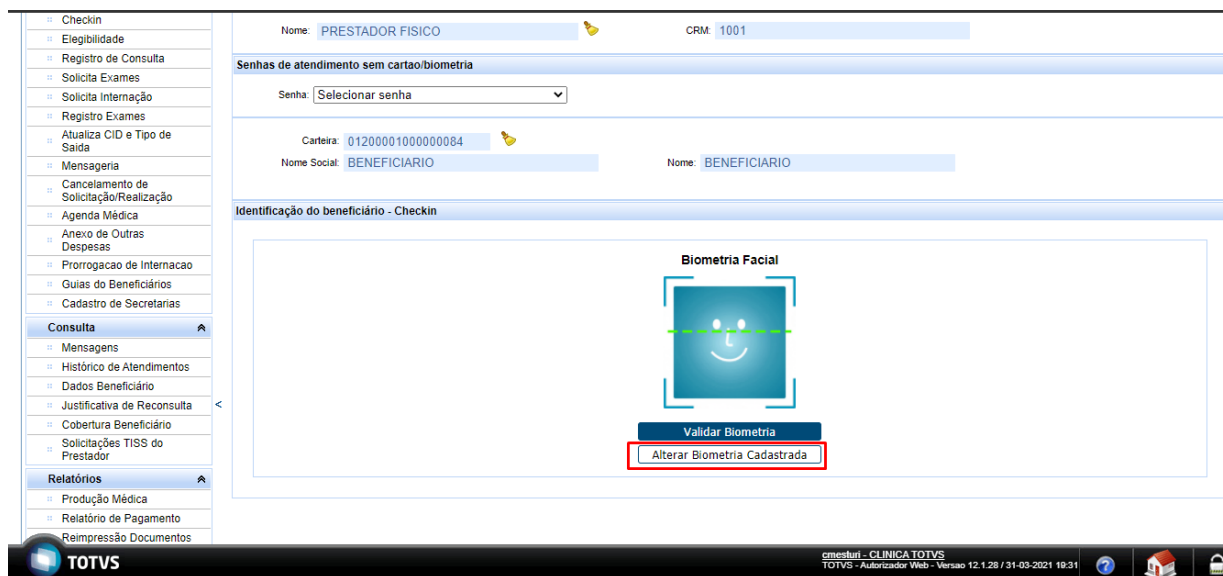 Checkin
Elegibilidade
Registro de Consulta
Solicita Exames
Solicita Internação
Registro Exames
Atualiza CID e Tipo de
Saida
Mensageria
Cancelamento de
Solicitação/Realização
Agenda Médica
Anexo de Outras
Despesas
Prorrogacao de Internacao
Guias do Beneficiários
Cadastro de Secretarias
Consulta
Mensagens
Histórico de Atendimentos
Dados Beneficiário
Justificativa de Reconsulta
Cobertura Beneficiário
Solicitações TISS do
Prestador
Relatórios
Produção Médica
Relatório de Pagamento
Reimpressão Documentos
<
Nome: PRESTADOR FISICO CRM: 1001
Senhas de atendimento sem cartao/biometria
Senha: Selecionar senha
Carteira: 01200001000000084
Nome Social: BENEFICIARIO Nome: BENEFICIARIO
Identificação do beneficiário - Checkin
Biometria Facial
Validar Biometria
Alterar Biometria Cadastrada
TOTVS
cmesturi - CLINICA TOTVS
TOTVS - Autorizador Web - Versao 12.1.28 / 31-03-2021 19:31
?